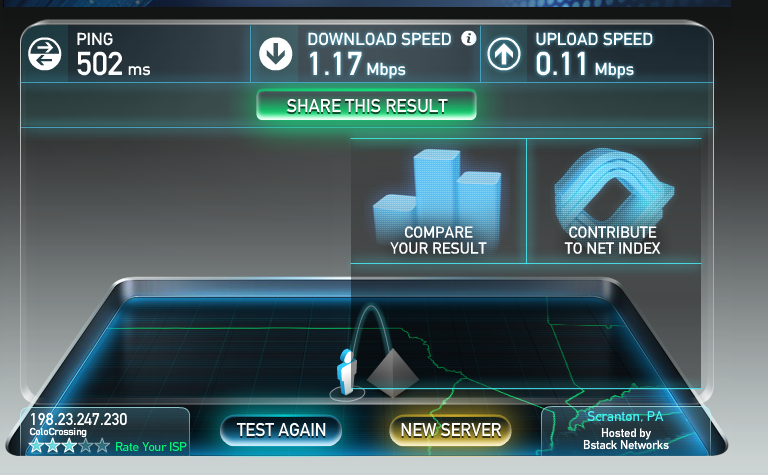 PING
502 ms
DOWNLOAD SPEED i
1.17 Mbps
UPLOAD SPEED
0.11 Mbps
SHARE THIS RESULT
COMPARE
YOUR RESULT
CONTRIBUTE
TO NET INDEX
198.23.247.230
ColoCrossing
Rate Your ISP
TEST AGAIN
NEW SERVER
Scranton, PA
Hosted by
Bstack Networks